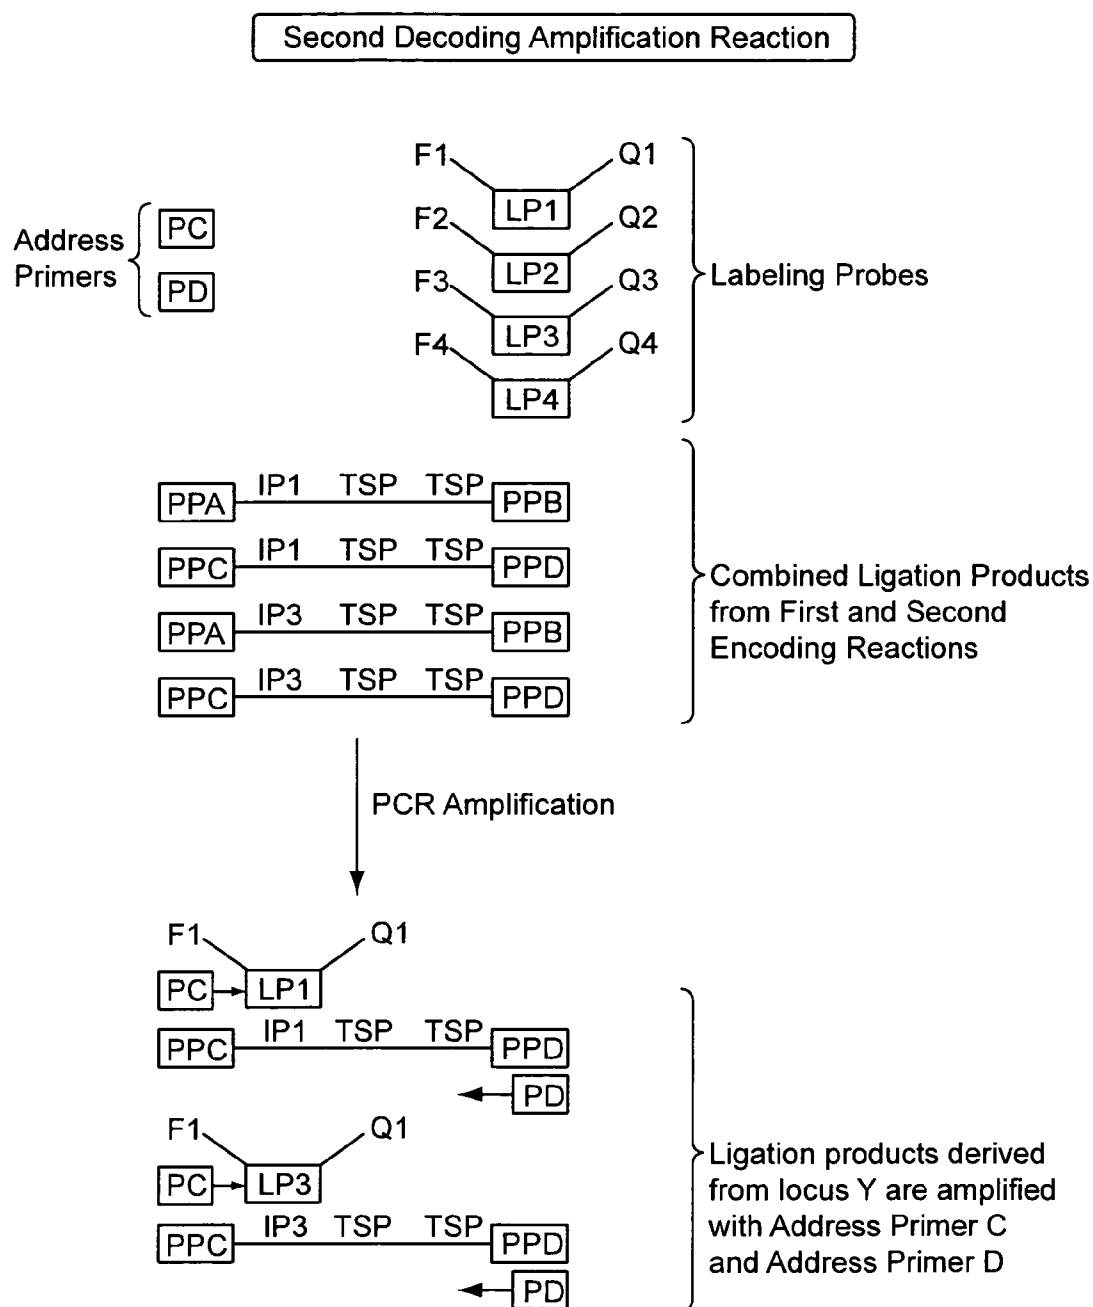 Second Decoding Amplification Reaction
F1 Q1
LP1
F2 Q2
LP2
F3 Q3
LP3
F4 Q4
LP4
Address
Primers
PC
PD
Labeling Probes
PPA IP1 TSP TSP PPB
PPC IP1 TSP TSP PPD
PPA IP3 TSP TSP PPB
PPC IP3 TSP TSP PPD
Combined Ligation Products
from First and Second
Encoding Reactions
PCR Amplification
F1 Q1
PC LP1
PPC IP1 TSP TSP PPD
PD
F1 Q1
PC LP3
PPC IP3 TSP TSP PPD
PD
Ligation products derived
from locus Y are amplified
with Address Primer C
and Address Primer D